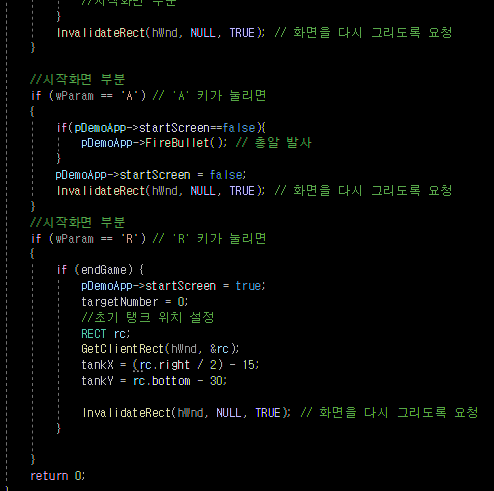 //시작화면 부분
}
InvalidateRect(hWnd, NULL, TRUE); // 화면을 다시 그리도록 요청
}
//시작화면 부분
if (wParam == 'A') // 'A' 키가 눌리면
{
if(pDemoApp->startScreen==false){
pDemoApp->FireBullet(); // 총알 발사
}
pDemoApp->startScreen = false;
InvalidateRect(hWnd, NULL, TRUE); // 화면을 다시 그리도록 요청
}
//시작화면 부분
if (wParam == 'R') // 'R' 키가 눌리면
{
if (endGame) {
pDemoApp->startScreen = true;
targetNumber = 0;
//초기 탱크 위치 설정
RECT rc;
GetClientRect(hWnd, &rc);
tankX = (rc.right / 2) - 15;
tankY = rc.bottom - 30;
InvalidateRect(hWnd, NULL, TRUE); // 화면을 다시 그리도록 요청
}
}
return 0;